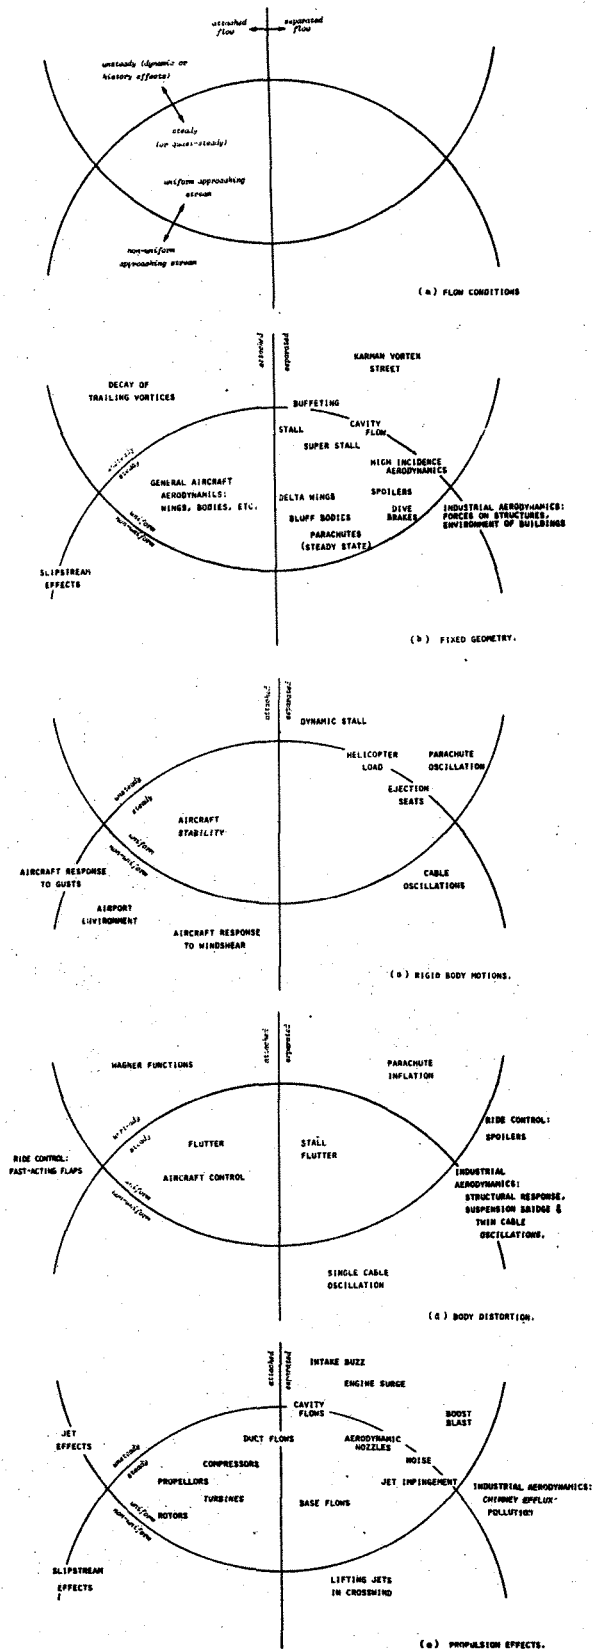 attached flow
separated flow
unsteady (dynamic or
history effects)
steady
(or quasi-steady)
uniform approaching
stream
non-uniform
approaching stream
(a) FLOW CONDITIONS
attached
separated
KARMAN VORTEX
STREET
DECAY OF
TRAILING VORTICES
BUFFETING
STALL
CAVITY
FLOW
SUPER STALL
unsteady
steady
HIGH INCIDENCE
AERODYNAMICS
GENERAL AIRCRAFT
AERODYNAMICS:
WINGS, BODIES, ETC.
DELTA WINGS
SPOILERS
BLUFF BODIES
DIVE
BRAKES
INDUSTRIAL AERODYNAMICS:
FORCES ON STRUCTURES,
ENVIRONMENT OF BUILDINGS
uniform
non-uniform
PARACHUTES
(STEADY STATE)
SLIPSTREAM
EFFECTS
(b) FIXED GEOMETRY.
attached
separated
DYNAMIC STALL
HELICOPTER
LOAD
PARACHUTE
OSCILLATION
unsteady
steady
EJECTION
SEATS
AIRCRAFT
STABILITY
uniform
non-uniform
AIRCRAFT RESPONSE
TO GUSTS
CABLE
OSCILLATIONS
AIRPORT
ENVIRONMENT
AIRCRAFT RESPONSE
TO WINDSHEAR
(c) RIGID BODY MOTIONS.
attached
separated
WAGNER FUNCTIONS
PARACHUTE
INFLATION
unsteady
steady
RIDE CONTROL:
SPOILERS
FLUTTER
STALL
FLUTTER
RIDE CONTROL:
FAST-ACTING FLAPS
AIRCRAFT CONTROL
INDUSTRIAL
AERODYNAMICS:
STRUCTURAL RESPONSE,
SUSPENSION BRIDGE &
TWIN CABLE
OSCILLATIONS.
uniform
non-uniform
SINGLE CABLE
OSCILLATION
(d) BODY DISTORTION.
attached
separated
INTAKE BUZZ
ENGINE SURGE
CAVITY
FLOWS
BOOST
BLAST
JET
EFFECTS
unsteady
steady
DUCT FLOWS
AERODYNAMIC
NOZZLES
COMPRESSORS
NOISE
PROPELLORS
JET IMPINGEMENT
TURBINES
BASE FLOWS
INDUSTRIAL AERODYNAMICS:
CHIMNEY EFFLUX-
POLLUTION
uniform
non-uniform
ROTORS
SLIPSTREAM
EFFECTS
LIFTING JETS
IN CROSSWIND
(e) PROPULSION EFFECTS.